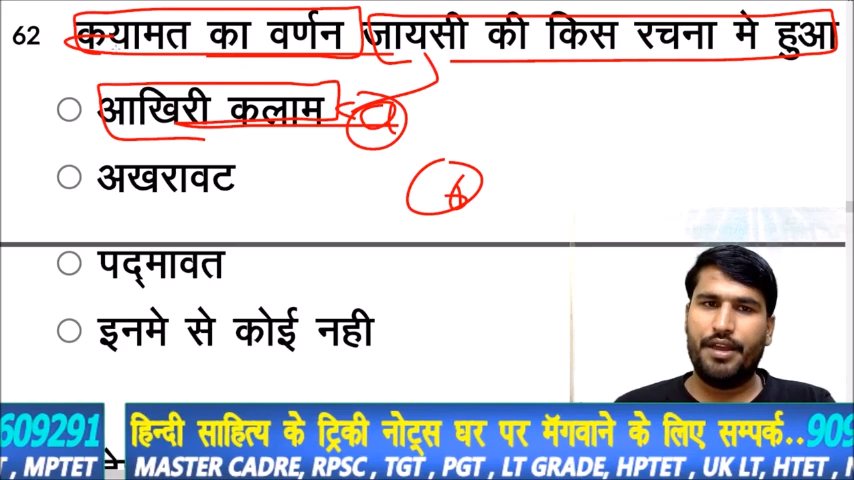 62 कयामत का वर्णन जायसी की किस रचना मे हुआ
आखिरी कलाम
अखरावट
पद्मावत
इनमे से कोई नही
609291 हिन्दी साहित्य के ट्रिकी नोट्स घर पर मॅगवाने के लिए सम्पर्क..909
T, MPTET MASTER CADRE, RPSC , TGT , PGT , LT GRADE, HPTET , UK LT, HTET ,